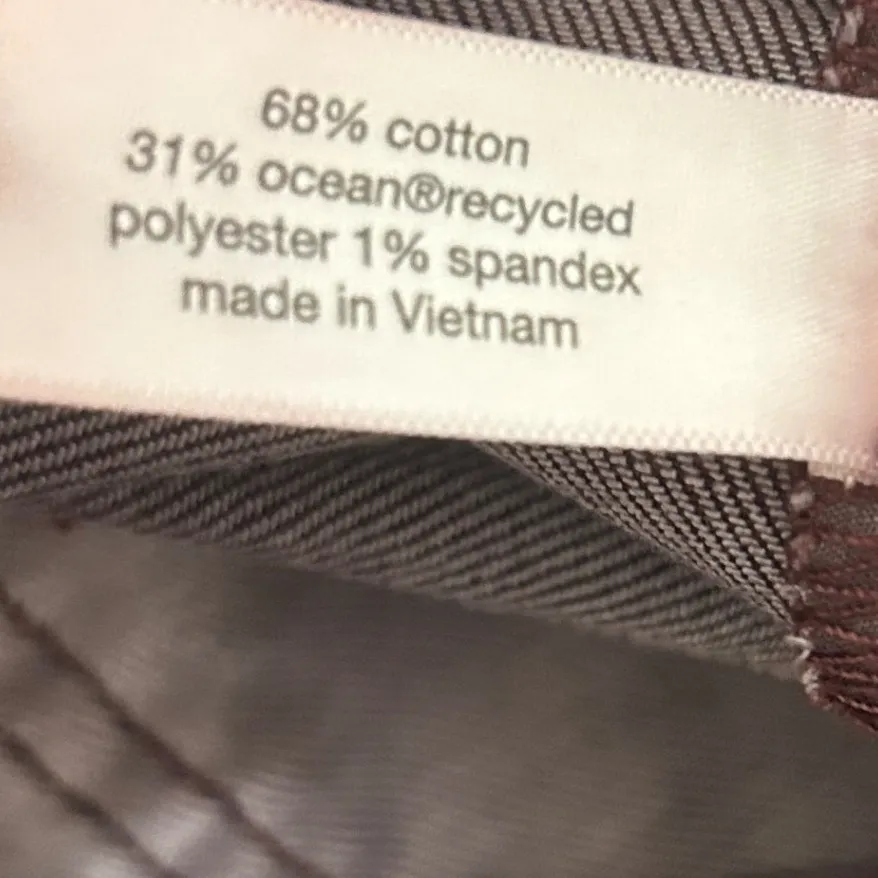 68% cotton
31% ocean®recycled
polyester 1% spandex
made in Vietnam